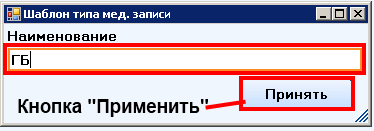 Шаблон типа мед. записи
Наименование
ГБ
Принять
Кнопка "Применить"